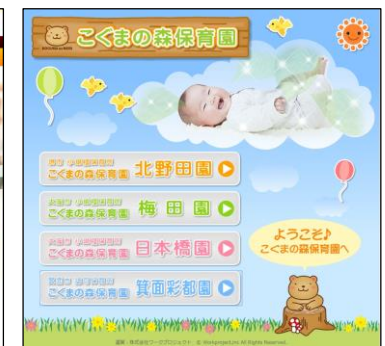 こぐまの森保育園
こぐまの森保育園 北野田園
こぐまの森保育園 梅田園
こぐまの森保育園 日本橋園
こぐまの森保育園 箕面彩都園
ようこそ♪
こぐまの森保育園へ